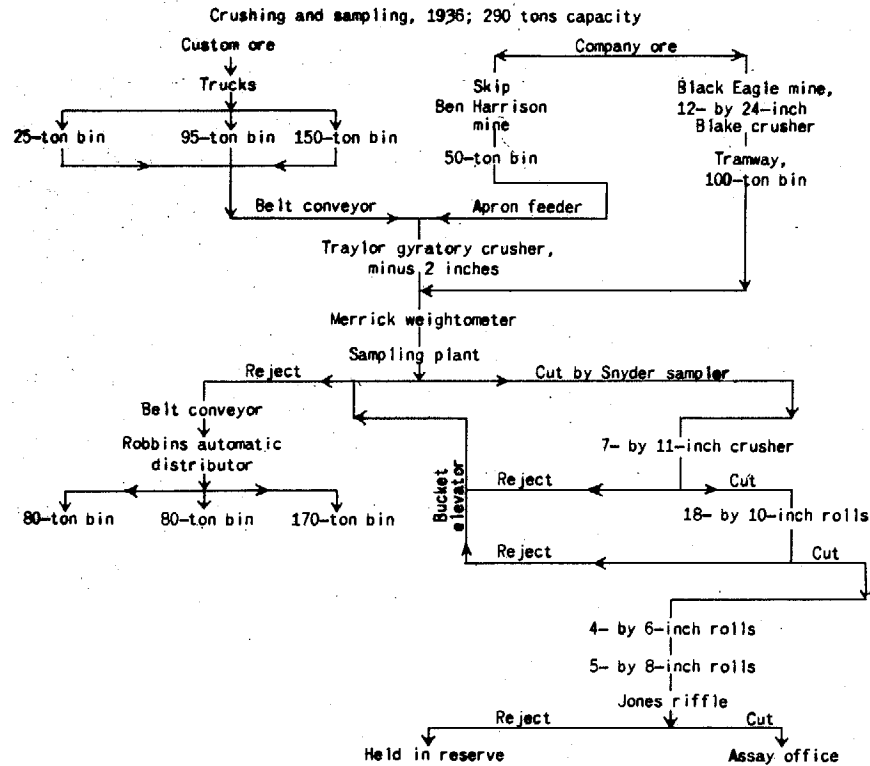 Crushing and sampling, 1936; 290 tons capacity
Custom ore
Company ore
Trucks
Skip
Ben Harrison
mine
Black Eagle mine,
12- by 24-inch
Blake crusher
25-ton bin
95-ton bin
150-ton bin
50-ton bin
Tramway,
100-ton bin
Belt conveyor
Apron feeder
Traylor gyratory crusher,
minus 2 inches
Merrick weightometer
Sampling plant
Reject
Cut by Snyder sampler
Belt conveyor
Robbins automatic
distributor
7- by 11-inch crusher
Bucket
elevator
Reject
Cut
80-ton bin
80-ton bin
170-ton bin
18- by 10-inch rolls
Reject
Cut
4- by 6-inch rolls
5- by 8-inch rolls
Jones riffle
Reject
Cut
Held in reserve
Assay office